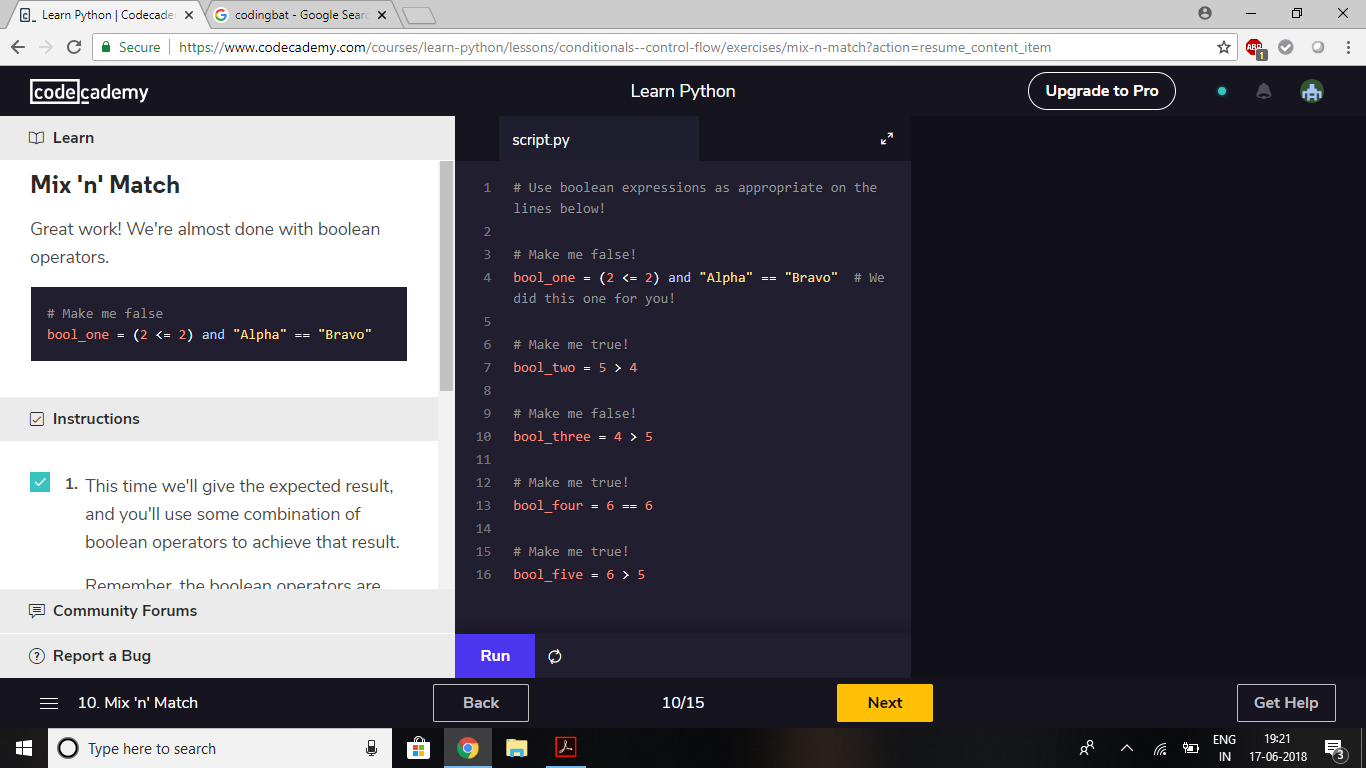 Learn Python | Codecade
codingbat - Google Searc
Secure
https://www.codecademy.com/courses/learn-python/lessons/conditionals--control-flow/exercises/mix-n-match?action=resume_content_item
ABP
1
codecademy
Learn Python
Upgrade to Pro
Learn
Mix 'n' Match
Great work! We're almost done with boolean
operators.
# Make me false
bool_one = (2 <= 2) and "Alpha" == "Bravo"
Instructions
1. This time we'll give the expected result,
and you'll use some combination of
boolean operators to achieve that result.
Remember, the boolean operators are
Community Forums
? Report a Bug
script.py
1 # Use boolean expressions as appropriate on the
lines below!
2
3 # Make me false!
4 bool_one = (2 <= 2) and "Alpha" == "Bravo"  # We
did this one for you!
5
6 # Make me true!
7 bool_two = 5 > 4
8
9 # Make me false!
10 bool_three = 4 > 5
11
12 # Make me true!
13 bool_four = 6 == 6
14
15 # Make me true!
16 bool_five = 6 > 5
Run
10. Mix 'n' Match
Back
10/15
Next
Get Help
Type here to search
ENG
IN
19:21
17-06-2018
3